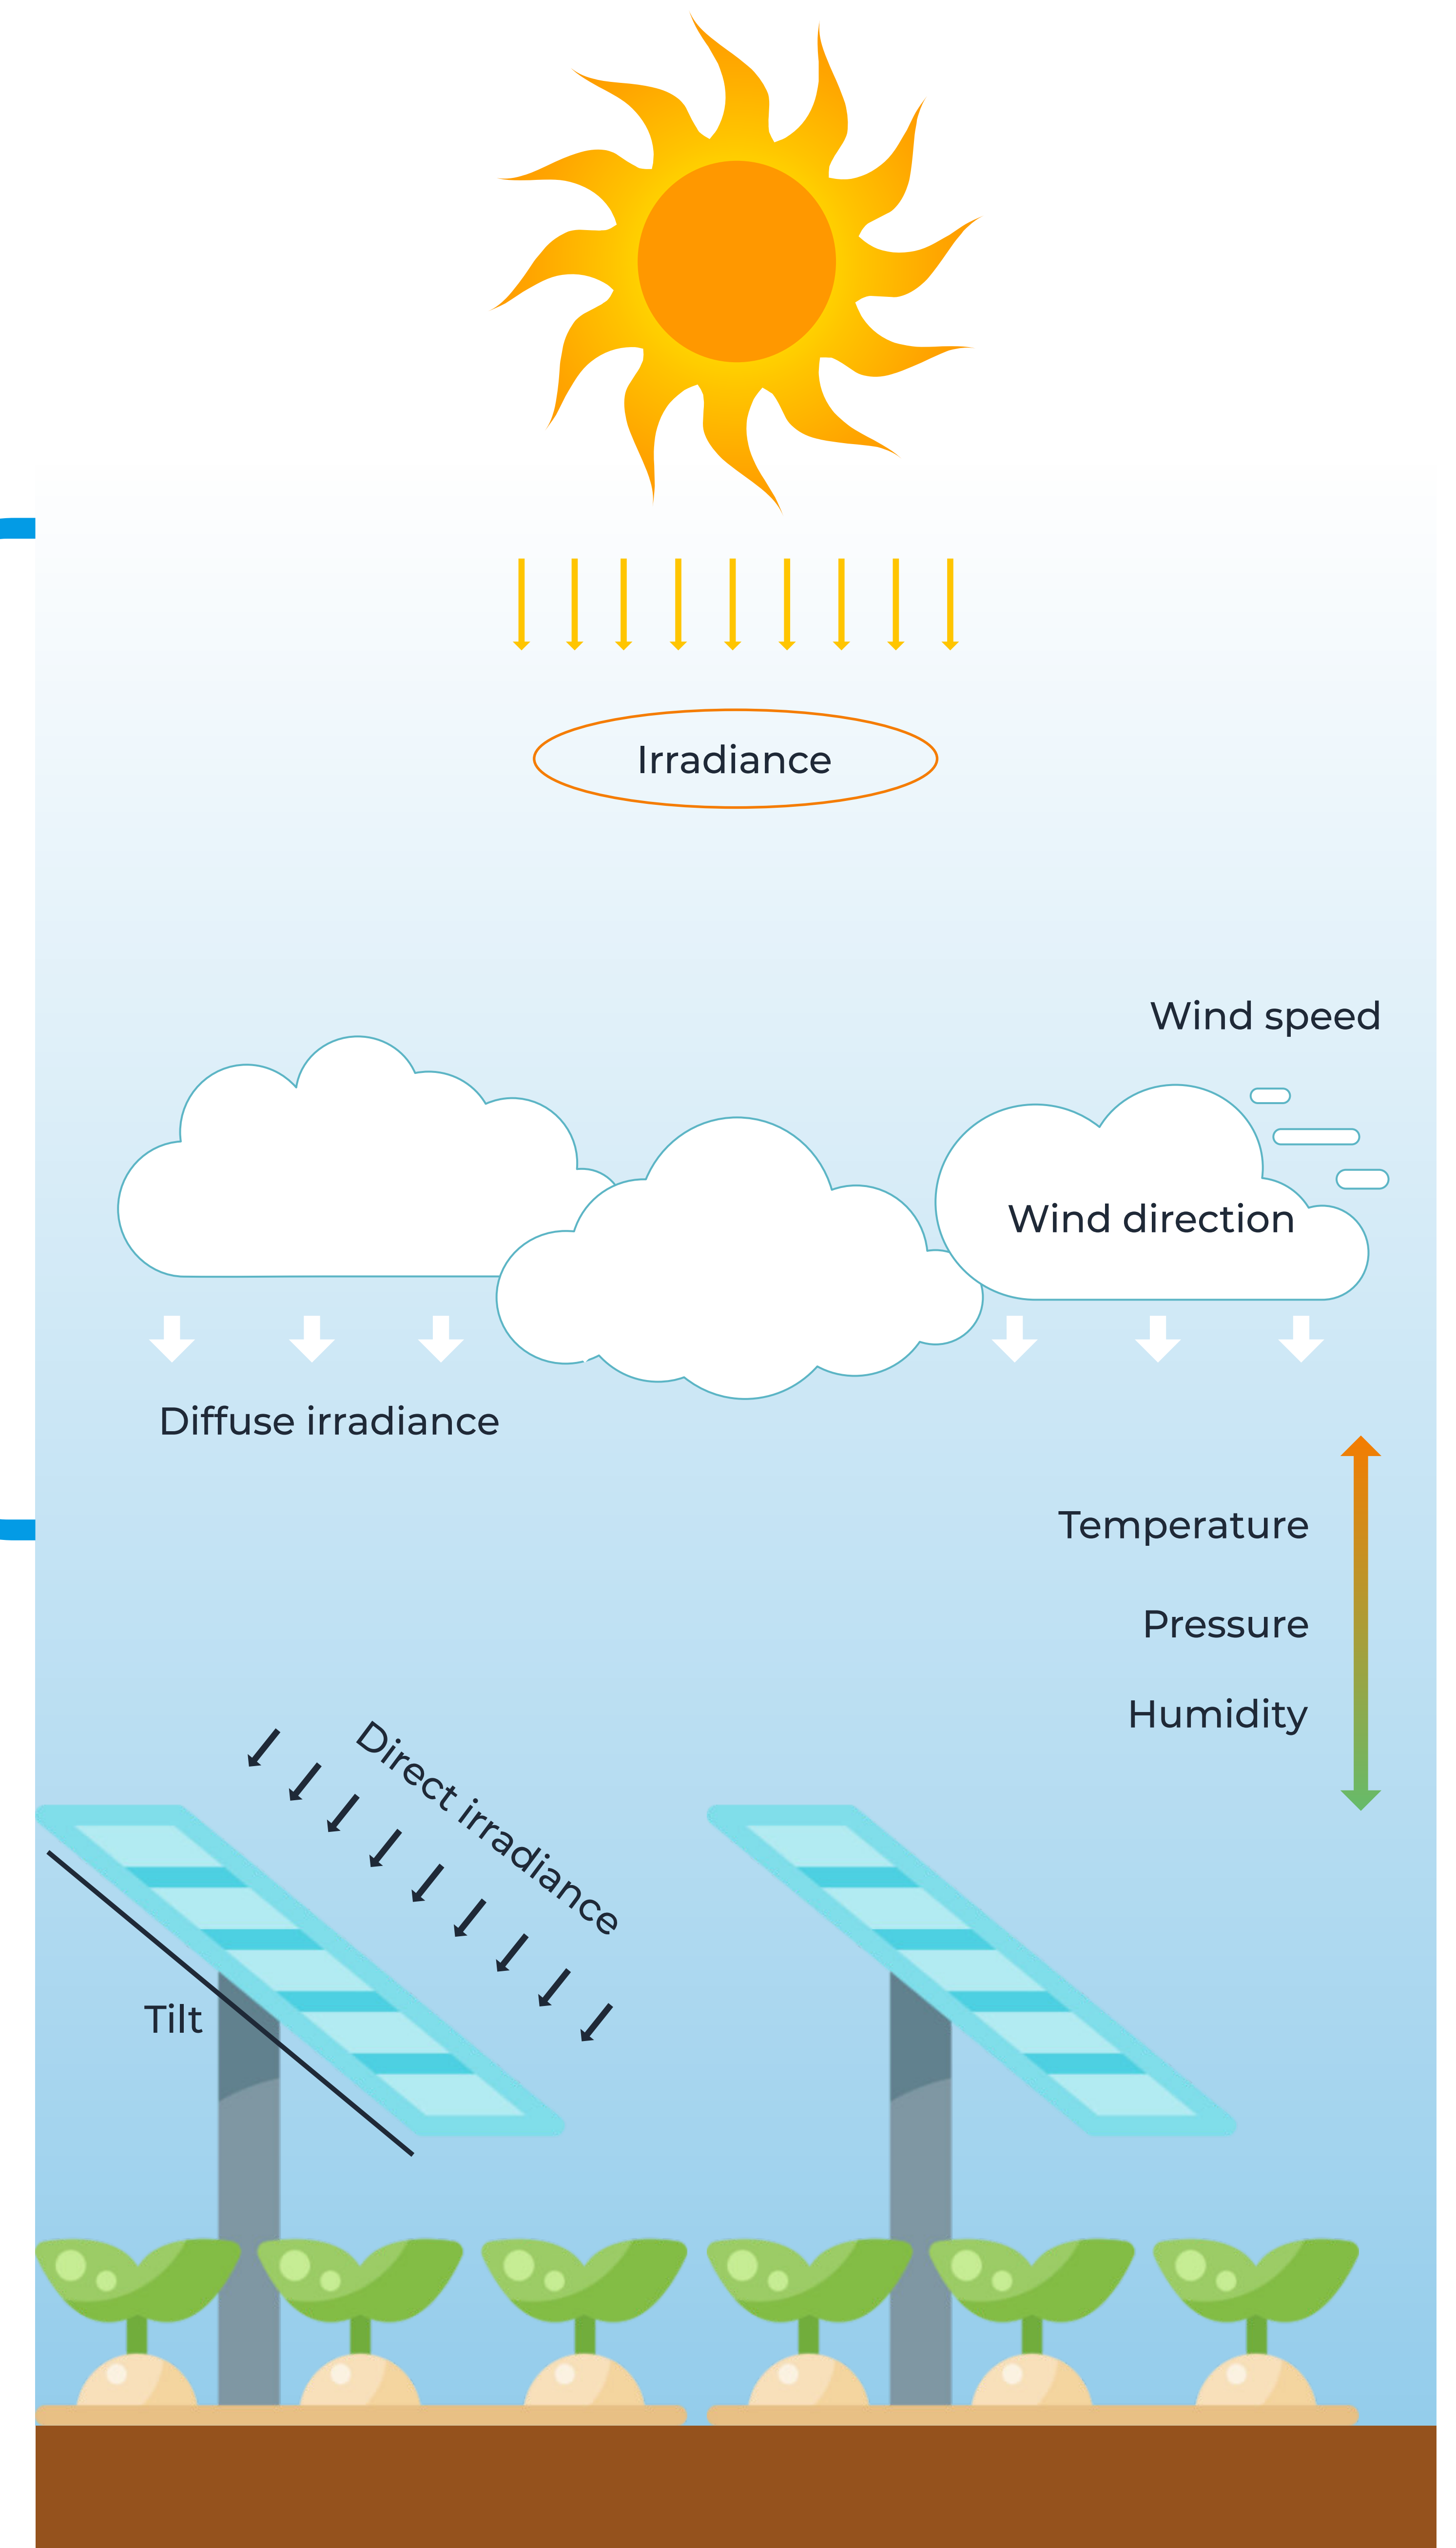 Irradiance
Wind speed
Wind direction
Diffuse irradiance
Temperature
Pressure
Humidity
Direct irradiance
Tilt